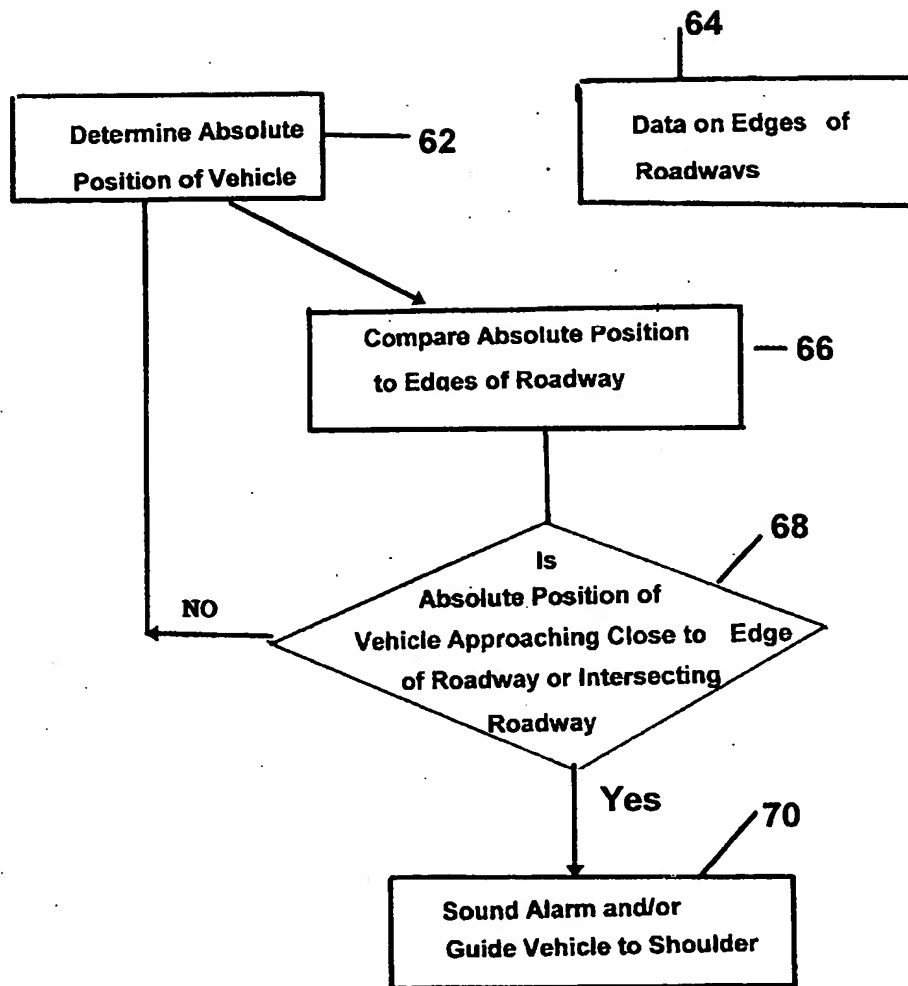 64
Determine Absolute
Position of Vehicle
62
Data on Edges of
Roadways
Compare Absolute Position
to Edges of Roadway
66
68
Is
Absolute Position of
Vehicle Approaching Close to Edge
of Roadway or Intersecting
Roadway
NO
Yes
70
Sound Alarm and/or
Guide Vehicle to Shoulder